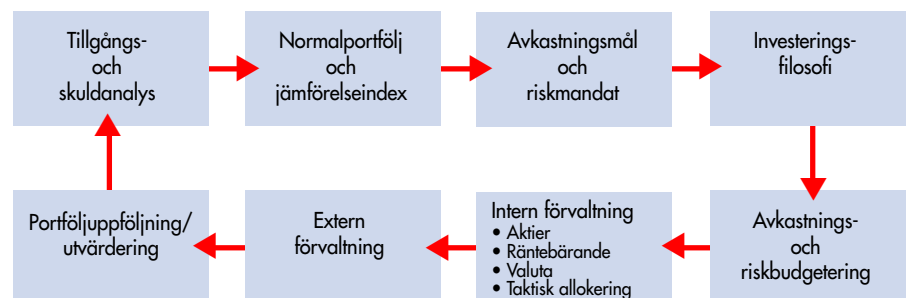 Tillgångs-
och
skuldanalys
Normalportfölj
och
jämförelseindex
Avkastningsmål
och
riskmandat
Investerings-
filosofi
Avkastnings-
och
riskbudgetering
Intern förvaltning
• Aktier
• Räntebärande
• Valuta
• Taktisk allokering
Extern
förvaltning
Portföljuppföljning/
utvärdering